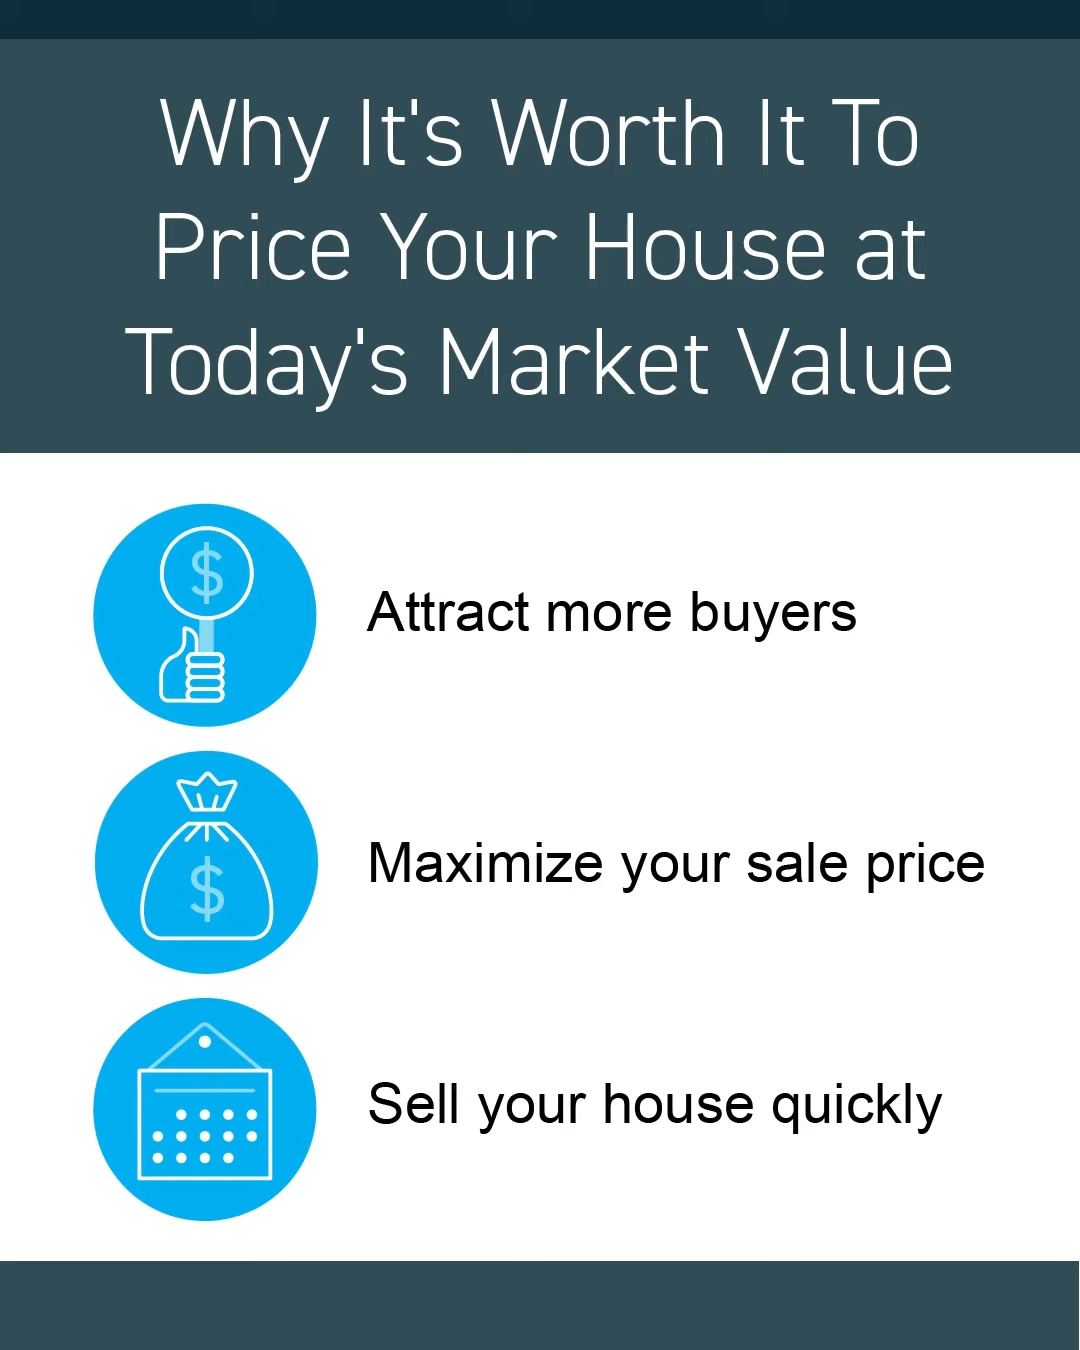 Why It's Worth It To
Price Your House at
Today's Market Value
$
Attract more buyers
$
Maximize your sale price
Sell your house quickly